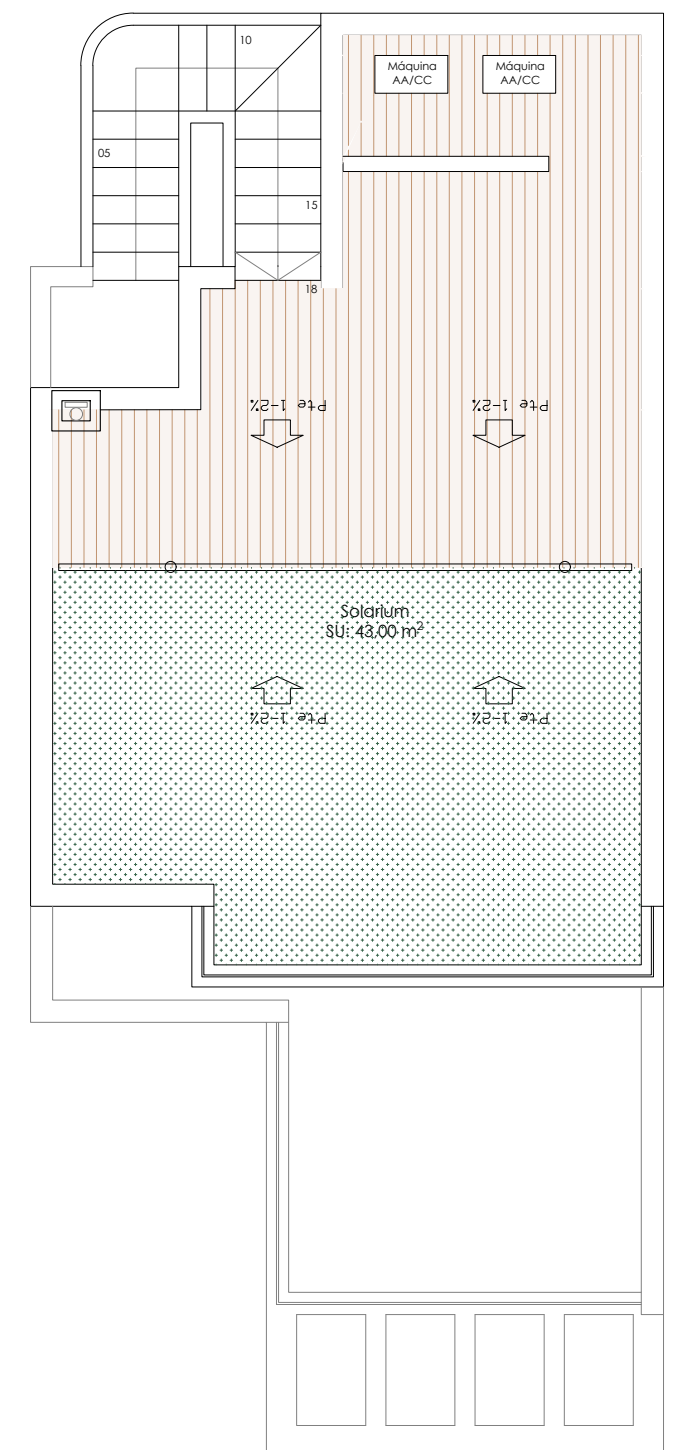 10
Máquina
AA/CC
Máquina
AA/CC
05
15
18
Pte 1-2%
Pte 1-2%
Solarium
SU: 43,00 m²
Pte 1-2%
Pte 1-2%